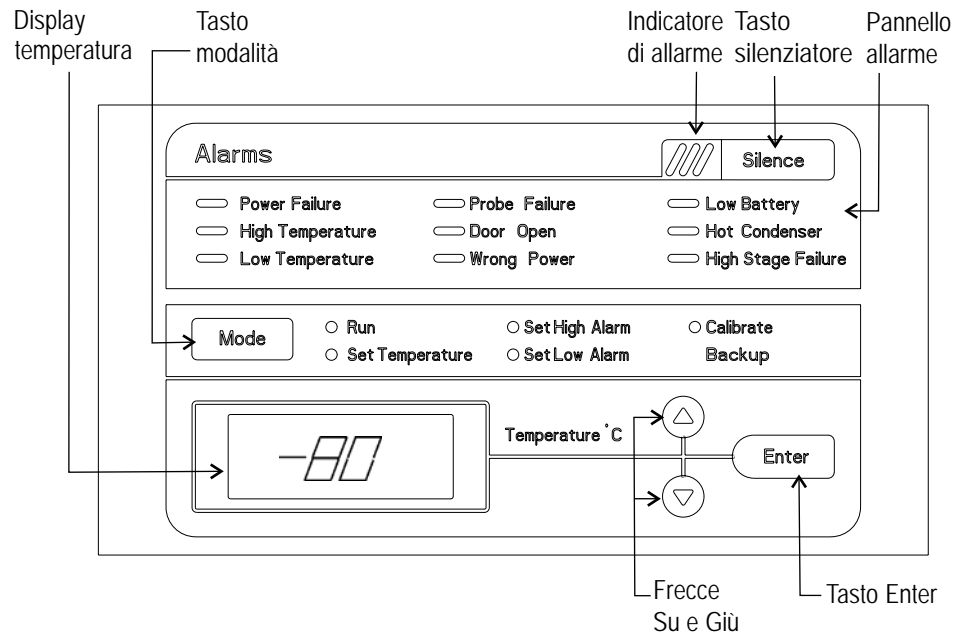 Display
temperatura
Tasto
modalità
Indicatore
di allarme
Tasto
silenziatore
Pannello
allarme
Alarms
Silence
Power Failure
Probe Failure
Low Battery
High Temperature
Door Open
Hot Condenser
Low Temperature
Wrong Power
High Stage Failure
Mode
Run
Set High Alarm
Calibrate
Set Temperature
Set Low Alarm
Backup
-80
Temperature °C
Enter
Frecce
Su e Giù
Tasto Enter